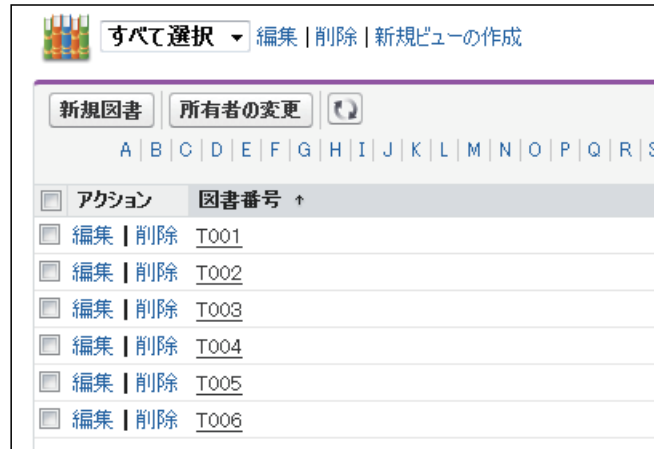 すべて選択 編集 | 削除 | 新規ビューの作成
新規図書 所有者の変更
A | B | C | D | E | F | G | H | I | J | K | L | M | N | O | P | Q | R | S
アクション 図書番号 ↑
編集 | 削除 T001
編集 | 削除 T002
編集 | 削除 T003
編集 | 削除 T004
編集 | 削除 T005
編集 | 削除 T006